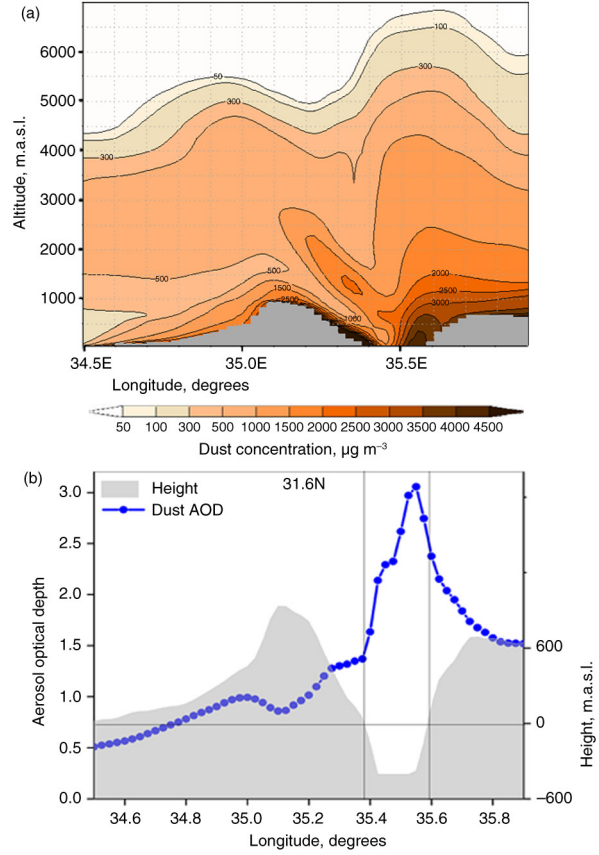 (a)
6000
5000
4000
3000
2000
1000
Altitude, m.a.s.l.
50
100
300
300
300
500
500
1000
1500
2500
2000
2500
3000
34.5E 35.0E 35.5E
Longitude, degrees
50 100 300 500 1000 1500 2000 2500 3000 3500 4000 4500
Dust concentration, µg m⁻³
(b)
31.6N
Height
Dust AOD
3.0
2.5
2.0
1.5
1.0
0.5
0.0
Aerosol optical depth
600
0
−600
Height, m.a.s.l.
34.6 34.8 35.0 35.2 35.4 35.6 35.8
Longitude, degrees